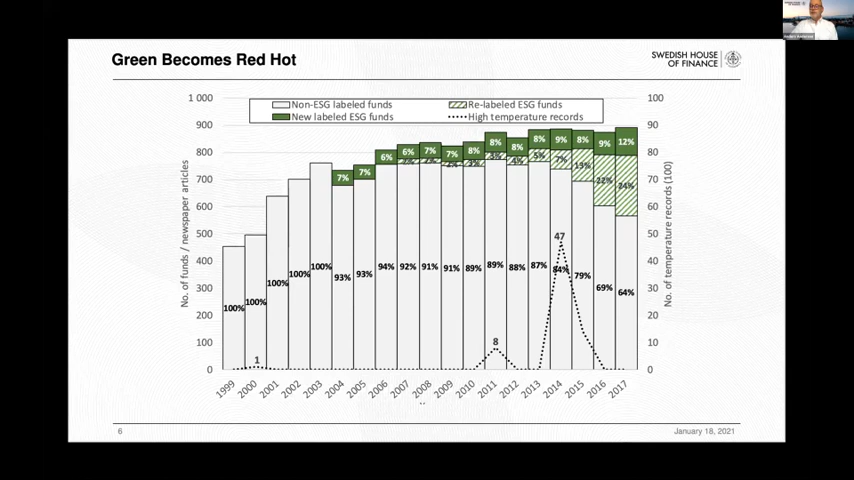 Green Becomes Red Hot
SWEDISH HOUSE
OF FINANCE
Non-ESG labeled funds
Re-labeled ESG funds
New labeled ESG funds
High temperature records
No. of funds / newspaper articles
1 000
900
800
700
600
500
400
300
200
100
0
100
90
80
70
60
50
40
30
20
10
0
No. of temperature records (100)
7% 7% 6% 6% 7% 7% 8% 8% 8% 8% 9% 8% 9% 12%
2% 3% 4% 5% 7% 13% 22% 24%
100% 100% 100% 100% 100% 93% 93% 94% 92% 91% 91% 89% 89% 88% 87% 84% 79% 69% 64%
1
8
47
1999 2000 2001 2002 2003 2004 2005 2006 2007 2008 2009 2010 2011 2012 2013 2014 2015 2016 2017
6
January 18, 2021